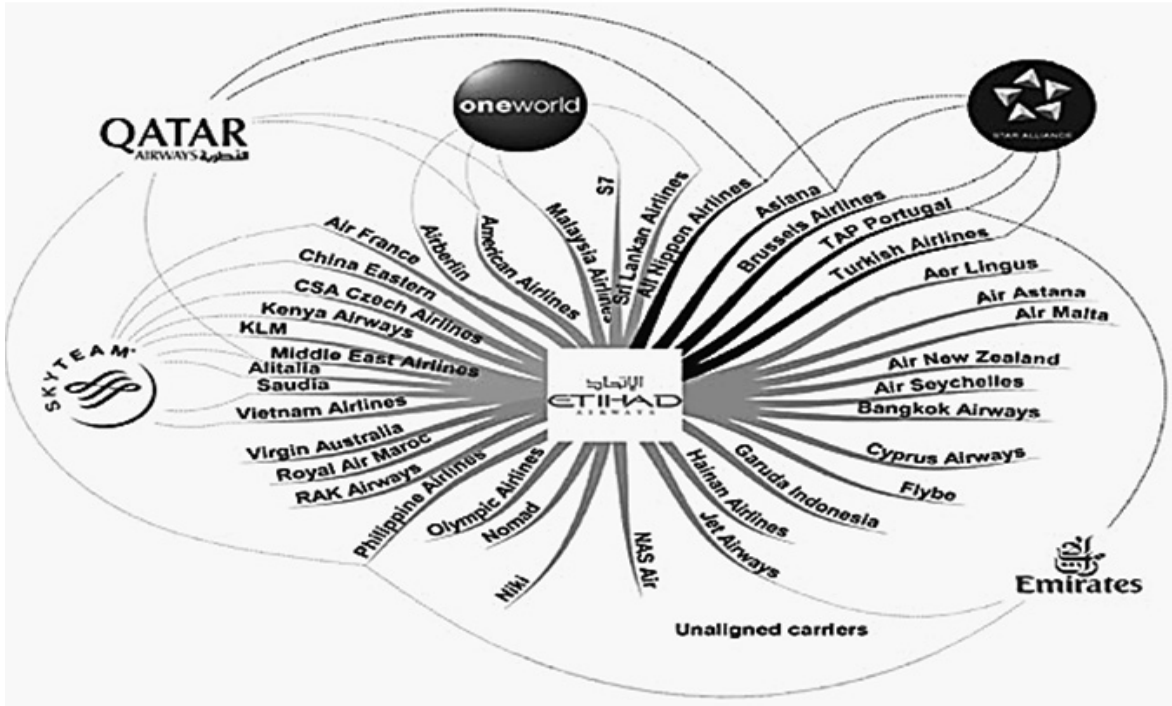 QATAR
AIRWAYS القطرية
oneworld
STAR ALLIANCE
SKYTEAM
Air France
China Eastern
CSA Czech Airlines
Kenya Airways
KLM
Middle East Airlines
Alitalia
Saudia
Vietnam Airlines
Virgin Australia
Royal Air Maroc
RAK Airways
Philippine Airlines
Olympic Airlines
Nomad
Niki
NAS Air
Jet Airways
Hainan Airlines
Garuda Indonesia
Flybe
Cyprus Airways
Bangkok Airways
Air Seychelles
Air New Zealand
Air Malta
Air Astana
Aer Lingus
Turkish Airlines
TAP Portugal
Brussels Airlines
Asiana
All Nippon Airlines
Sri Lankan Airlines
S7
Malaysia Airlines
American Airlines
Airberlin
الإتحاد
ETIHAD
AIRWAYS
Emirates
Unaligned carriers